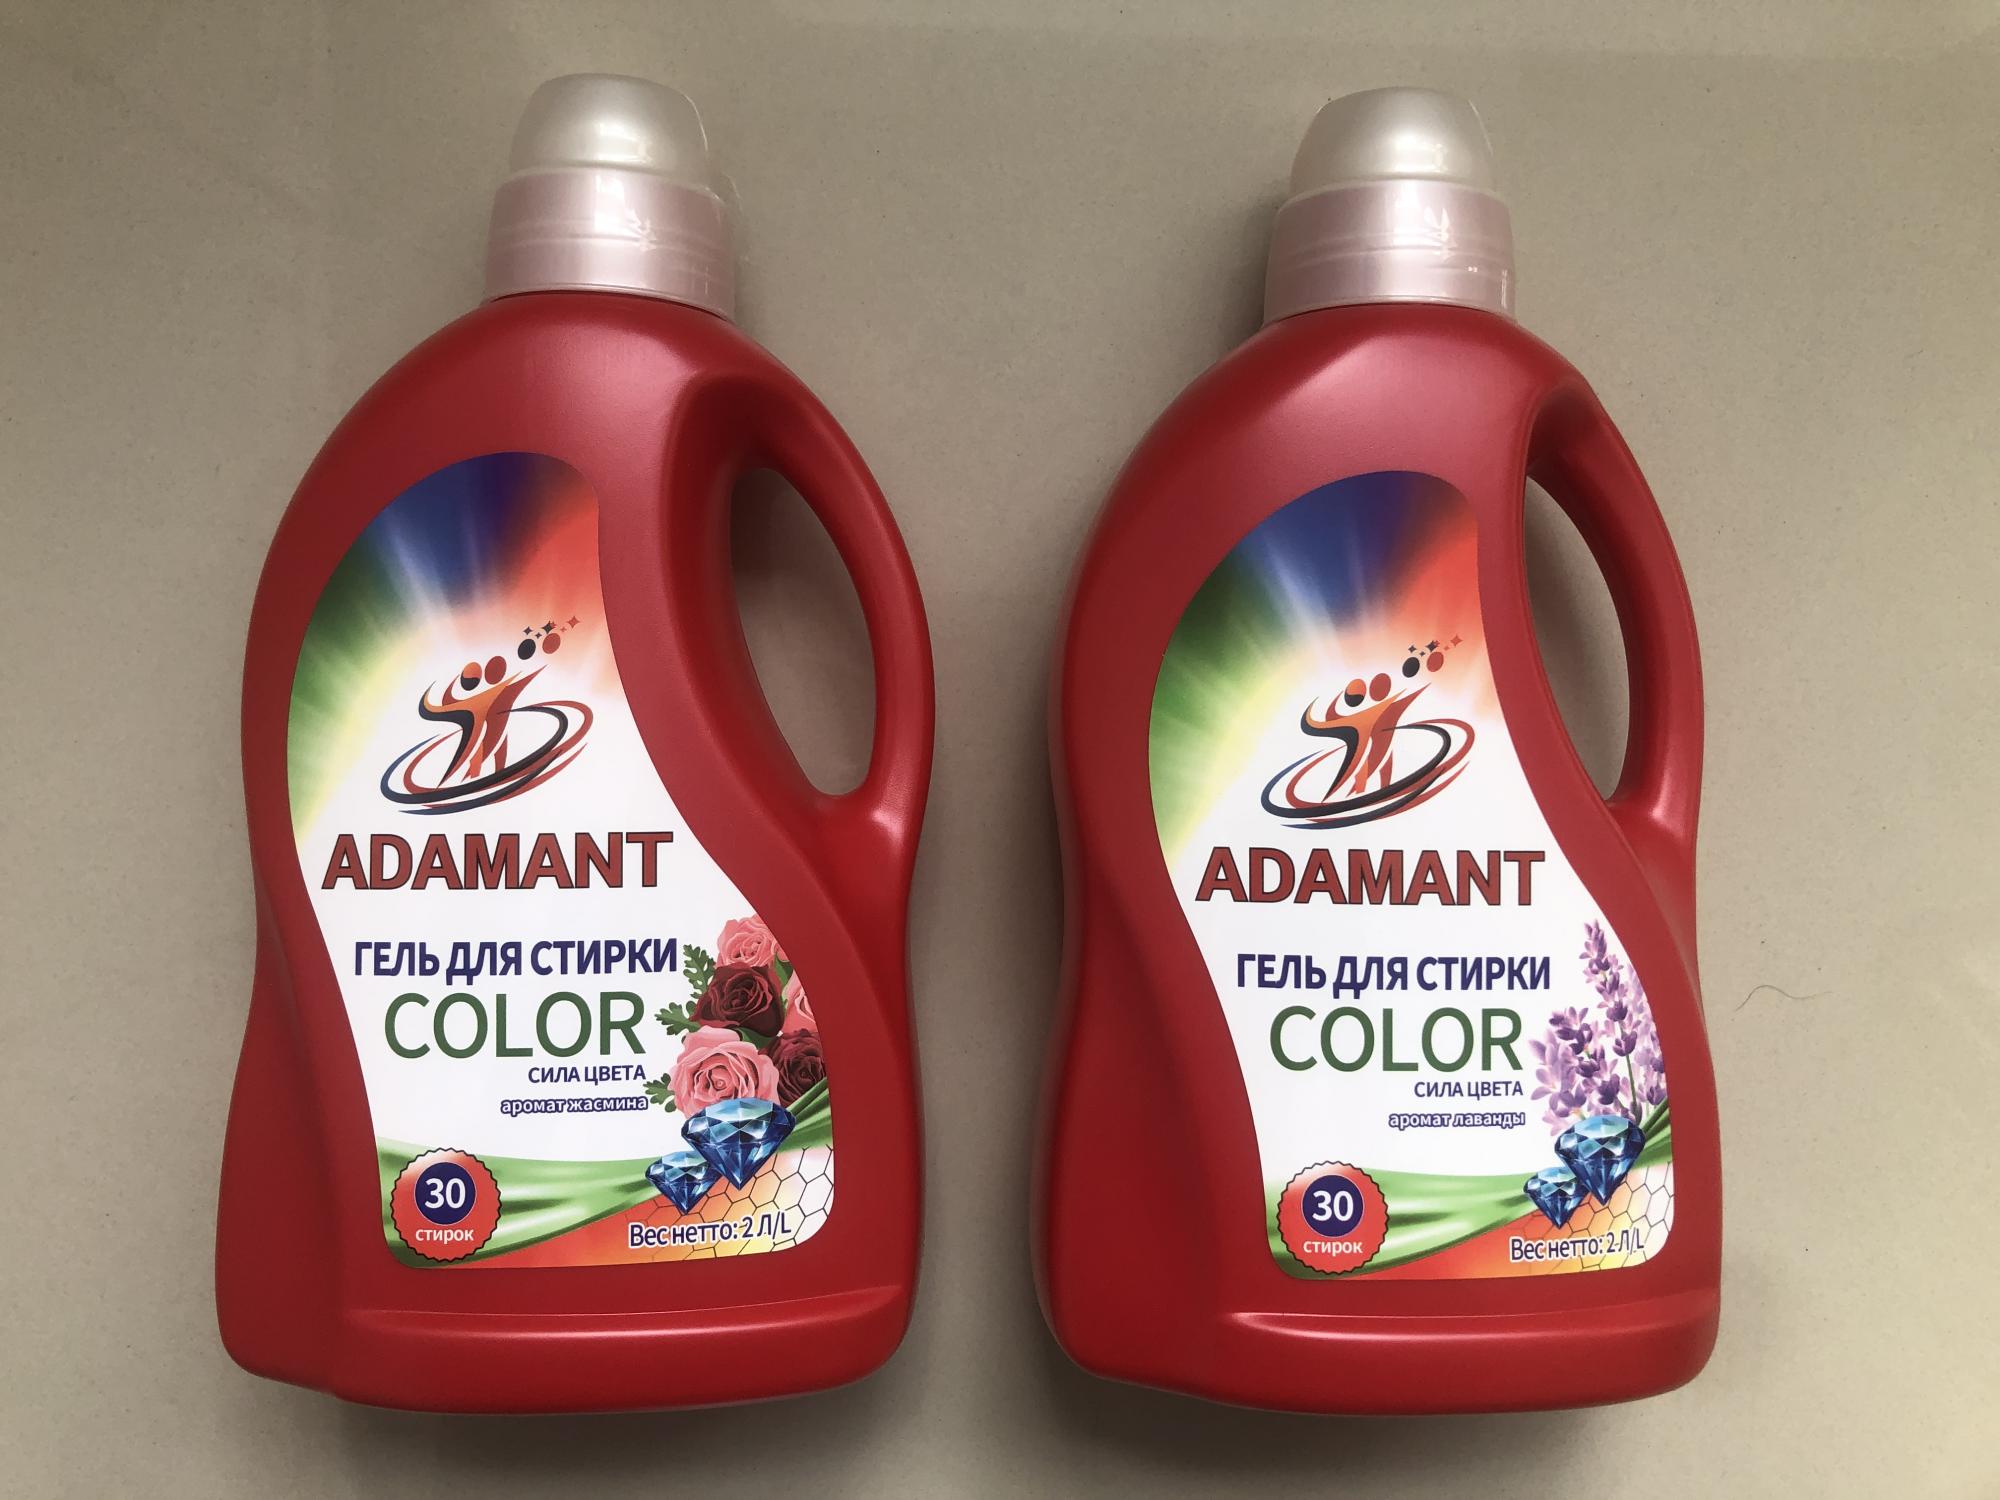 ADAMANT
ГЕЛЬ ДЛЯ СТИРКИ
COLOR
СИЛА ЦВЕТА
аромат жасмина
30
стирок
Вес нетто: 2 Л/L
ADAMANT
ГЕЛЬ ДЛЯ СТИРКИ
COLOR
СИЛА ЦВЕТА
аромат лаванды
30
стирок
Вес нетто: 2 Л/L